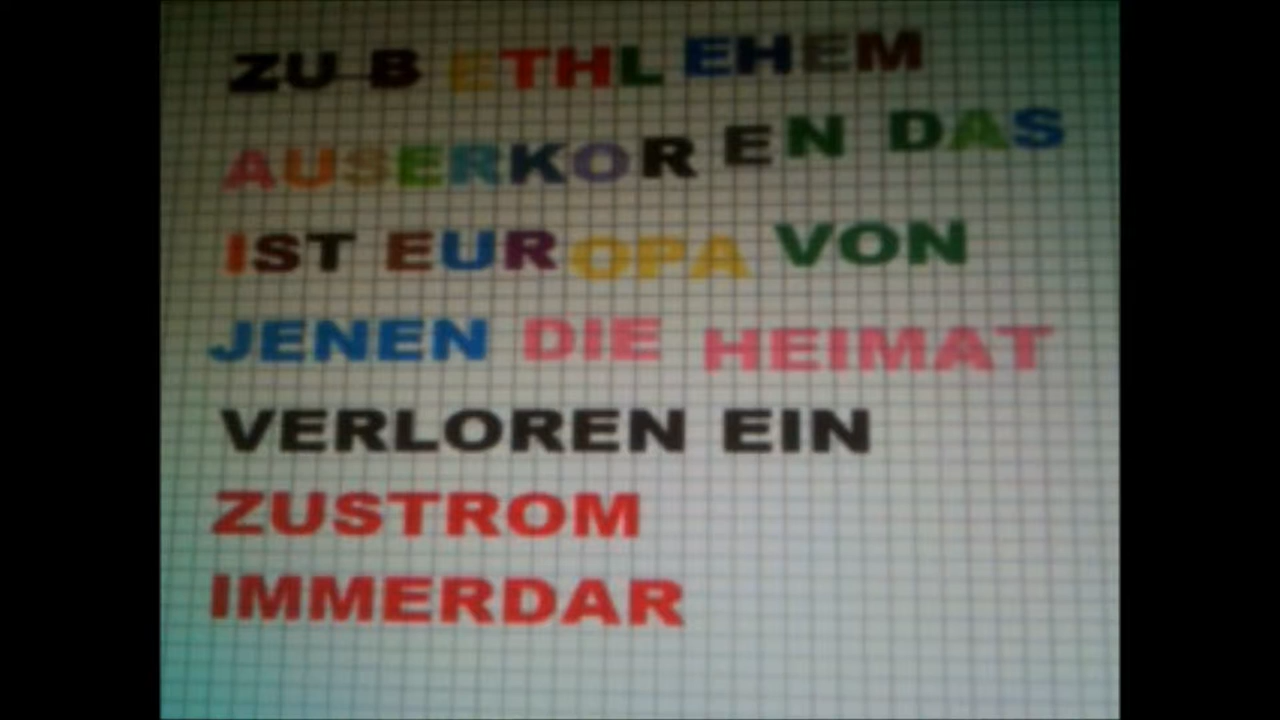 ZU BETHLEHEM
AUSERKOREN DAS
IST EUROPA VON
JENEN DIE HEIMAT
VERLOREN EIN
ZUSTROM
IMMERDAR